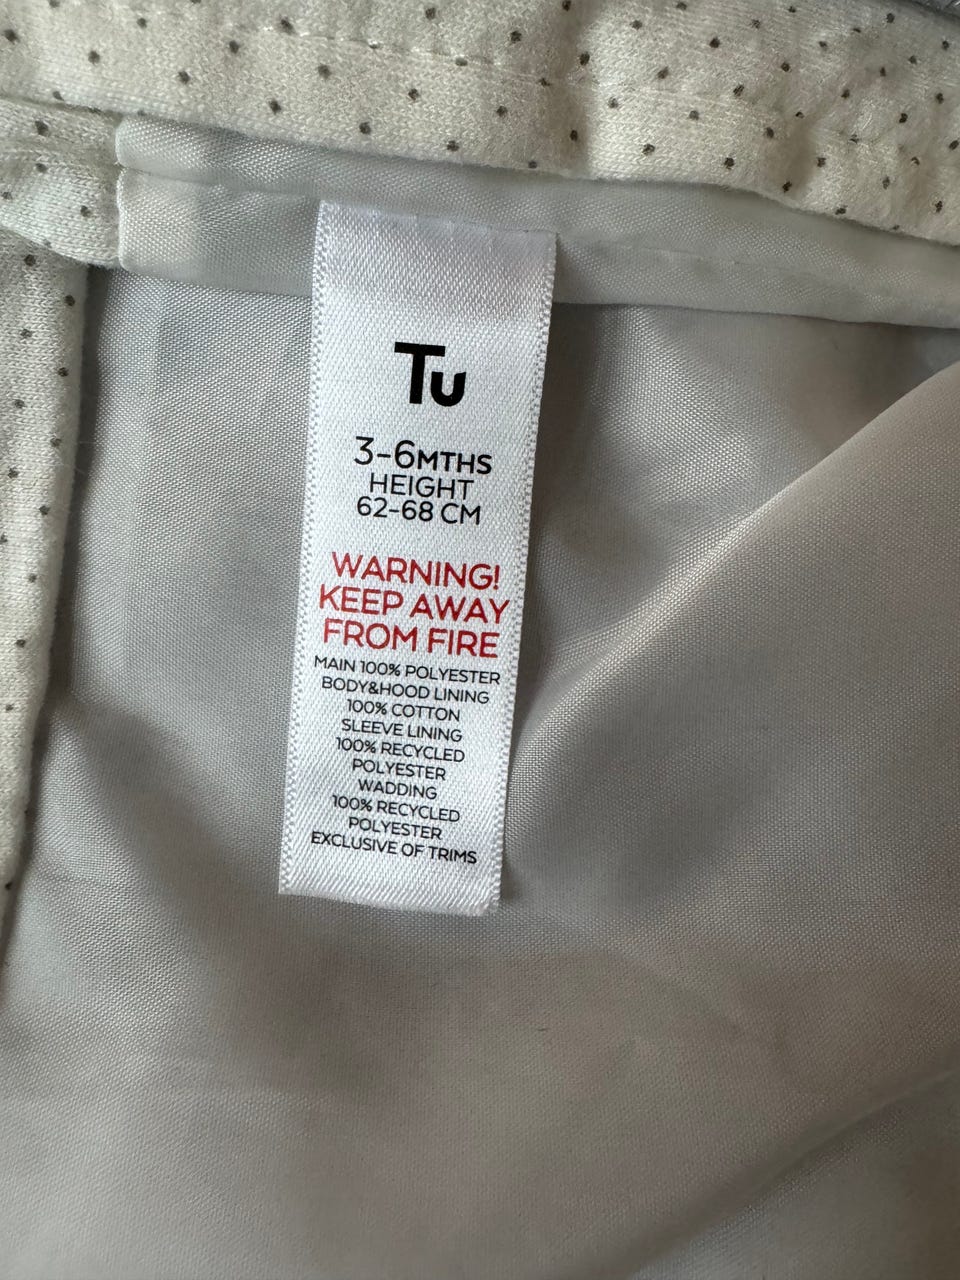 Tu
3-6MTHS
HEIGHT
62-68 CM
WARNING!
KEEP AWAY
FROM FIRE
MAIN 100% POLYESTER
BODY&HOOD LINING
100% COTTON
SLEEVE LINING
100% RECYCLED
POLYESTER
WADDING
100% RECYCLED
POLYESTER
EXCLUSIVE OF TRIMS